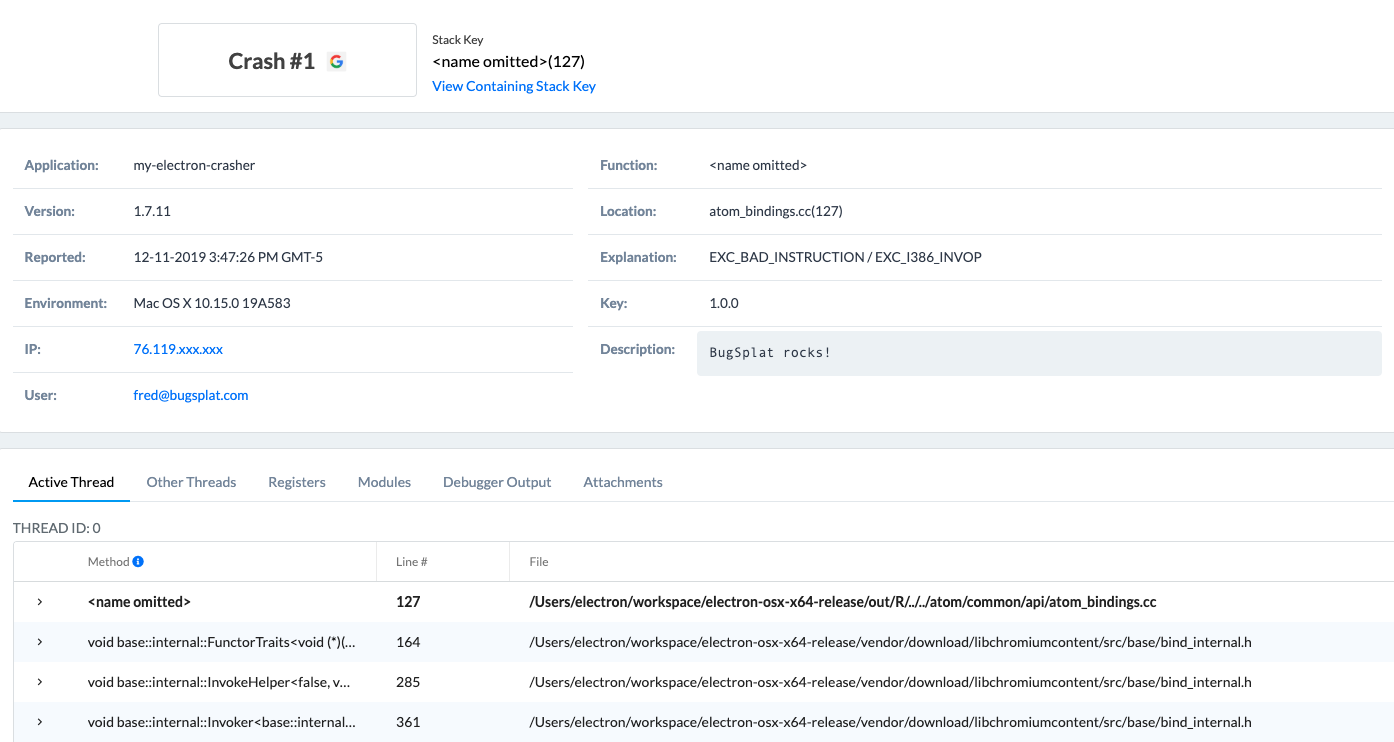 Crash #1
Stack Key
<name omitted>(127)
View Containing Stack Key
Application: my-electron-crasher
Function: <name omitted>
Version: 1.7.11
Location: atom_bindings.cc(127)
Reported: 12-11-2019 3:47:26 PM GMT-5
Explanation: EXC_BAD_INSTRUCTION / EXC_I386_INVOP
Environment: Mac OS X 10.15.0 19A583
Key: 1.0.0
IP: 76.119.xxx.xxx
Description: BugSplat rocks!
User: fred@bugsplat.com
Active Thread Other Threads Registers Modules Debugger Output Attachments
THREAD ID: 0
Method Line # File
<name omitted> 127 /Users/electron/workspace/electron-osx-x64-release/out/R/../../atom/common/api/atom_bindings.cc
void base::internal::FunctorTraits<void (*)(... 164 /Users/electron/workspace/electron-osx-x64-release/vendor/download/libchromiumcontent/src/base/bind_internal.h
void base::internal::InvokeHelper<false, v... 285 /Users/electron/workspace/electron-osx-x64-release/vendor/download/libchromiumcontent/src/base/bind_internal.h
void base::internal::Invoker<base::internal... 361 /Users/electron/workspace/electron-osx-x64-release/vendor/download/libchromiumcontent/src/base/bind_internal.h